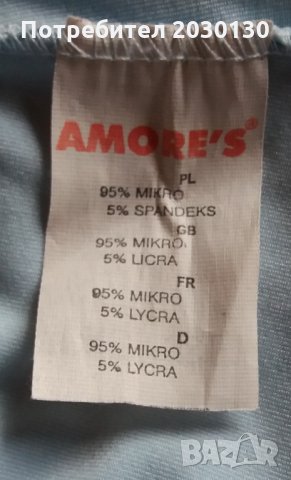 Потребител 2030130
AMORE'S®
PL
95% MIKRO
5% SPANDEKS
GB
95% MIKRO
5% LICRA
FR
95% MIKRO
5% LYCRA
D
95% MIKRO
5% LYCRA
BAZAR